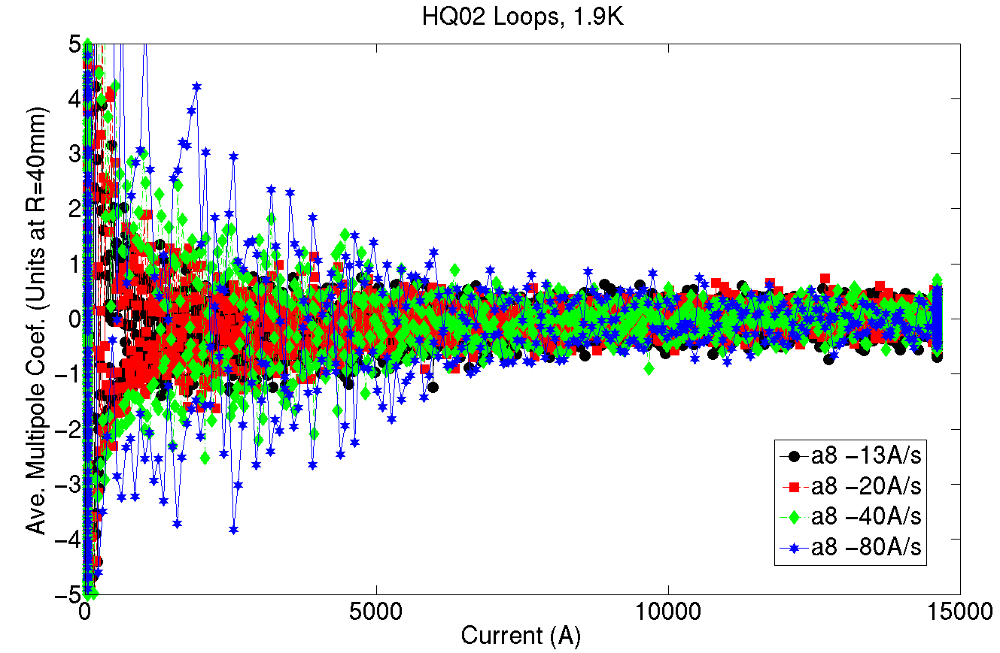 HQ02 Loops, 1.9K
Ave. Multipole Coef. (Units at R=40mm)
5
4
3
2
1
0
−1
−2
−3
−4
−5
0
5000
10000
15000
Current (A)
a8 −13A/s
a8 −20A/s
a8 −40A/s
a8 −80A/s